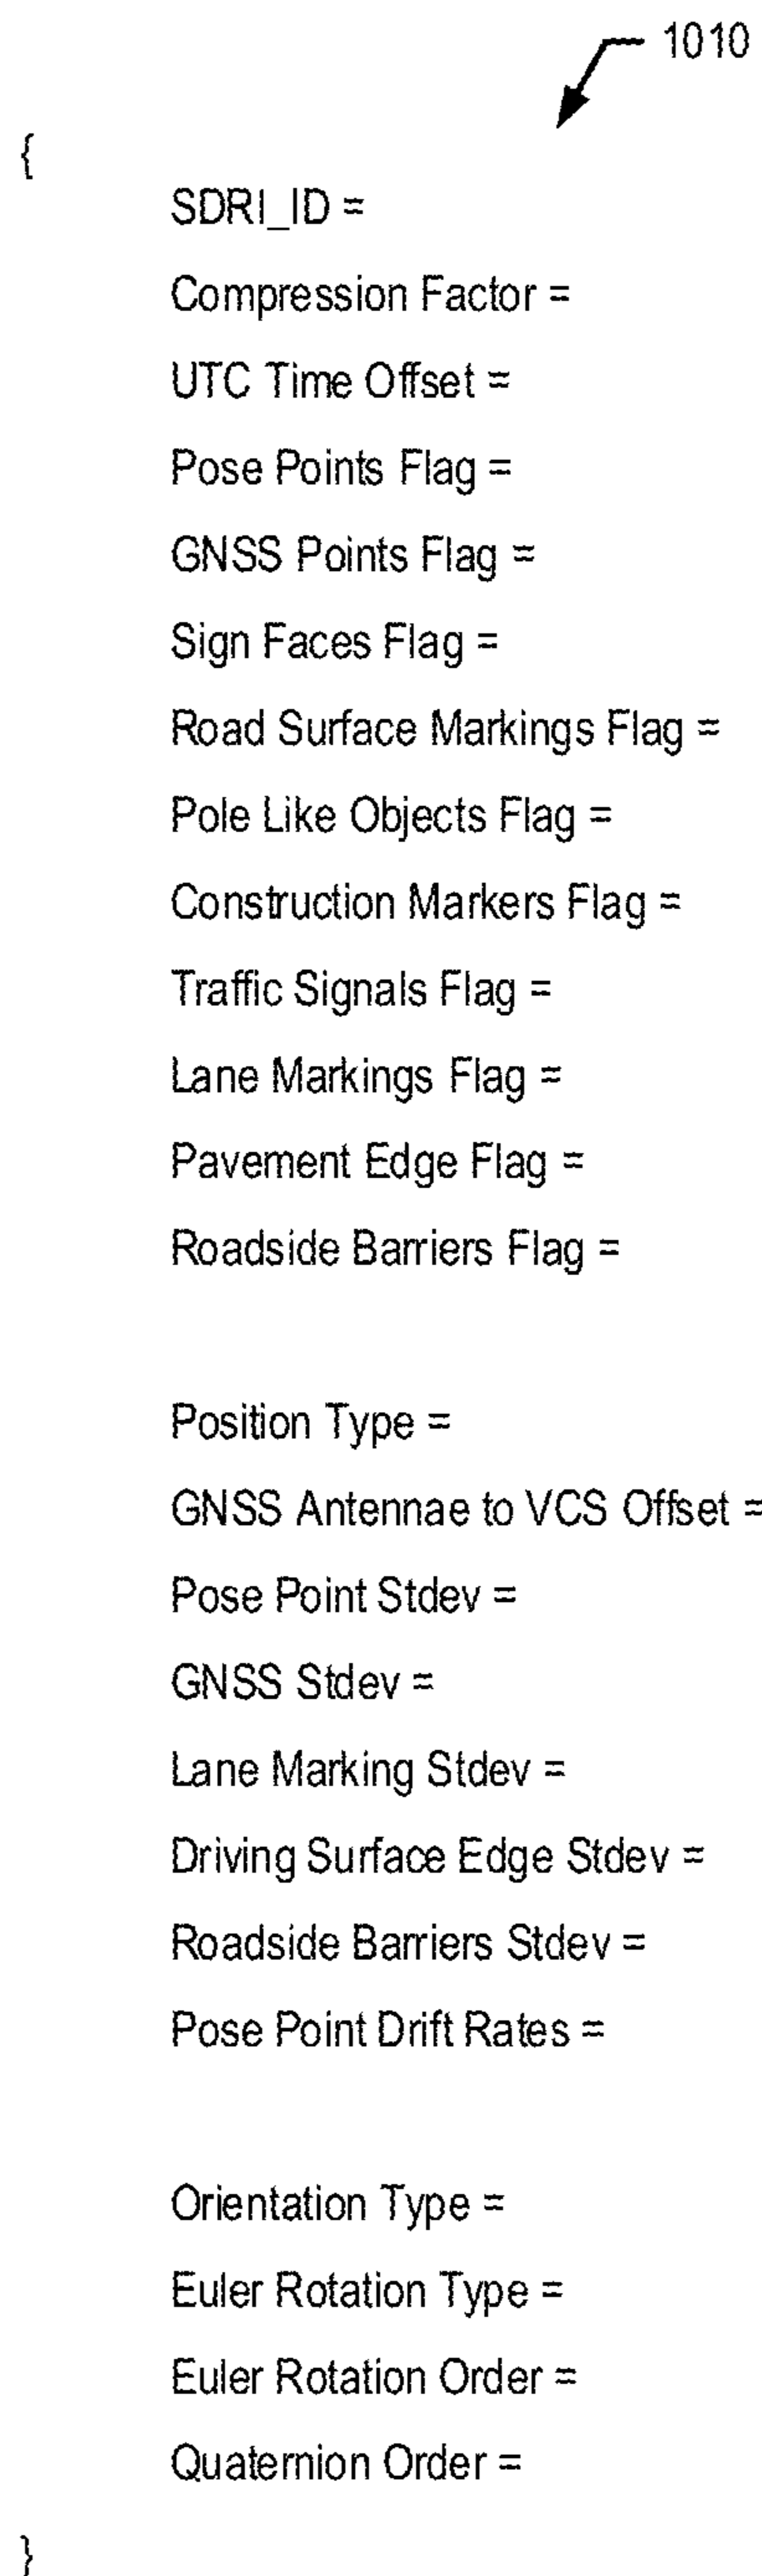 1010
{
SDRI_ID =
Compression Factor =
UTC Time Offset =
Pose Points Flag =
GNSS Points Flag =
Sign Faces Flag =
Road Surface Markings Flag =
Pole Like Objects Flag =
Construction Markers Flag =
Traffic Signals Flag =
Lane Markings Flag =
Pavement Edge Flag =
Roadside Barriers Flag =
Position Type =
GNSS Antennae to VCS Offset =
Pose Point Stdev =
GNSS Stdev =
Lane Marking Stdev =
Driving Surface Edge Stdev =
Roadside Barriers Stdev =
Pose Point Drift Rates =
Orientation Type =
Euler Rotation Type =
Euler Rotation Order =
Quaternion Order =
}